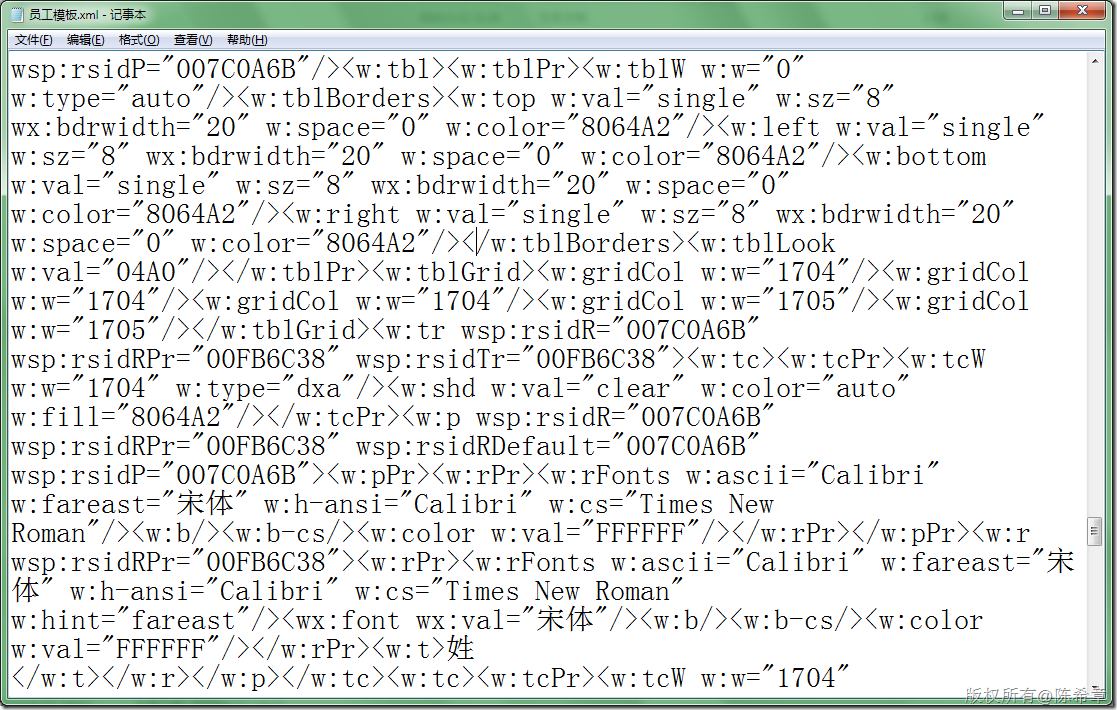 员工模板.xml - 记事本
文件(F) 编辑(E) 格式(O) 查看(V) 帮助(H)
wsp:rsidP="007C0A6B"/><w:tbl><w:tblPr><w:tblW w:w="0"
w:type="auto"/><w:tblBorders><w:top w:val="single" w:sz="8"
wx:bdrwidth="20" w:space="0" w:color="8064A2"/><w:left w:val="single"
w:sz="8" wx:bdrwidth="20" w:space="0" w:color="8064A2"/><w:bottom
w:val="single" w:sz="8" wx:bdrwidth="20" w:space="0"
w:color="8064A2"/><w:right w:val="single" w:sz="8" wx:bdrwidth="20"
w:space="0" w:color="8064A2"/></w:tblBorders><w:tblLook
w:val="04A0"/></w:tblPr><w:tblGrid><w:gridCol w:w="1704"/><w:gridCol
w:w="1704"/><w:gridCol w:w="1704"/><w:gridCol w:w="1705"/><w:gridCol
w:w="1705"/></w:tblGrid><w:tr wsp:rsidR="007C0A6B"
wsp:rsidRPr="00FB6C38" wsp:rsidTr="00FB6C38"><w:tc><w:tcPr><w:tcW
w:w="1704" w:type="dxa"/><w:shd w:val="clear" w:color="auto"
w:fill="8064A2"/></w:tcPr><w:p wsp:rsidR="007C0A6B"
wsp:rsidRPr="00FB6C38" wsp:rsidRDefault="007C0A6B"
wsp:rsidP="007C0A6B"><w:pPr><w:rPr><w:rFonts w:ascii="Calibri"
w:fareast="宋体" w:h-ansi="Calibri" w:cs="Times New
Roman"/><w:b/><w:b-cs/><w:color w:val="FFFFFF"/></w:rPr></w:pPr><w:r
wsp:rsidRPr="00FB6C38"><w:rPr><w:rFonts w:ascii="Calibri" w:fareast="宋
体" w:h-ansi="Calibri" w:cs="Times New Roman"
w:hint="fareast"/><wx:font wx:val="宋体"/><w:b/><w:b-cs/><w:color
w:val="FFFFFF"/></w:rPr><w:t>姓
</w:t></w:r></w:p></w:tc><w:tc><w:tcPr><w:tcW w:w="1704"
版权所有@陈希章